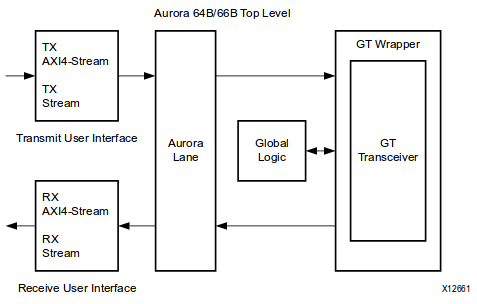 Aurora 64B/66B Top Level
TX
AXI4-Stream
TX
Stream
Transmit User Interface
Aurora
Lane
Global
Logic
GT Wrapper
GT
Transceiver
RX
AXI4-Stream
RX
Stream
Receive User Interface
X12661